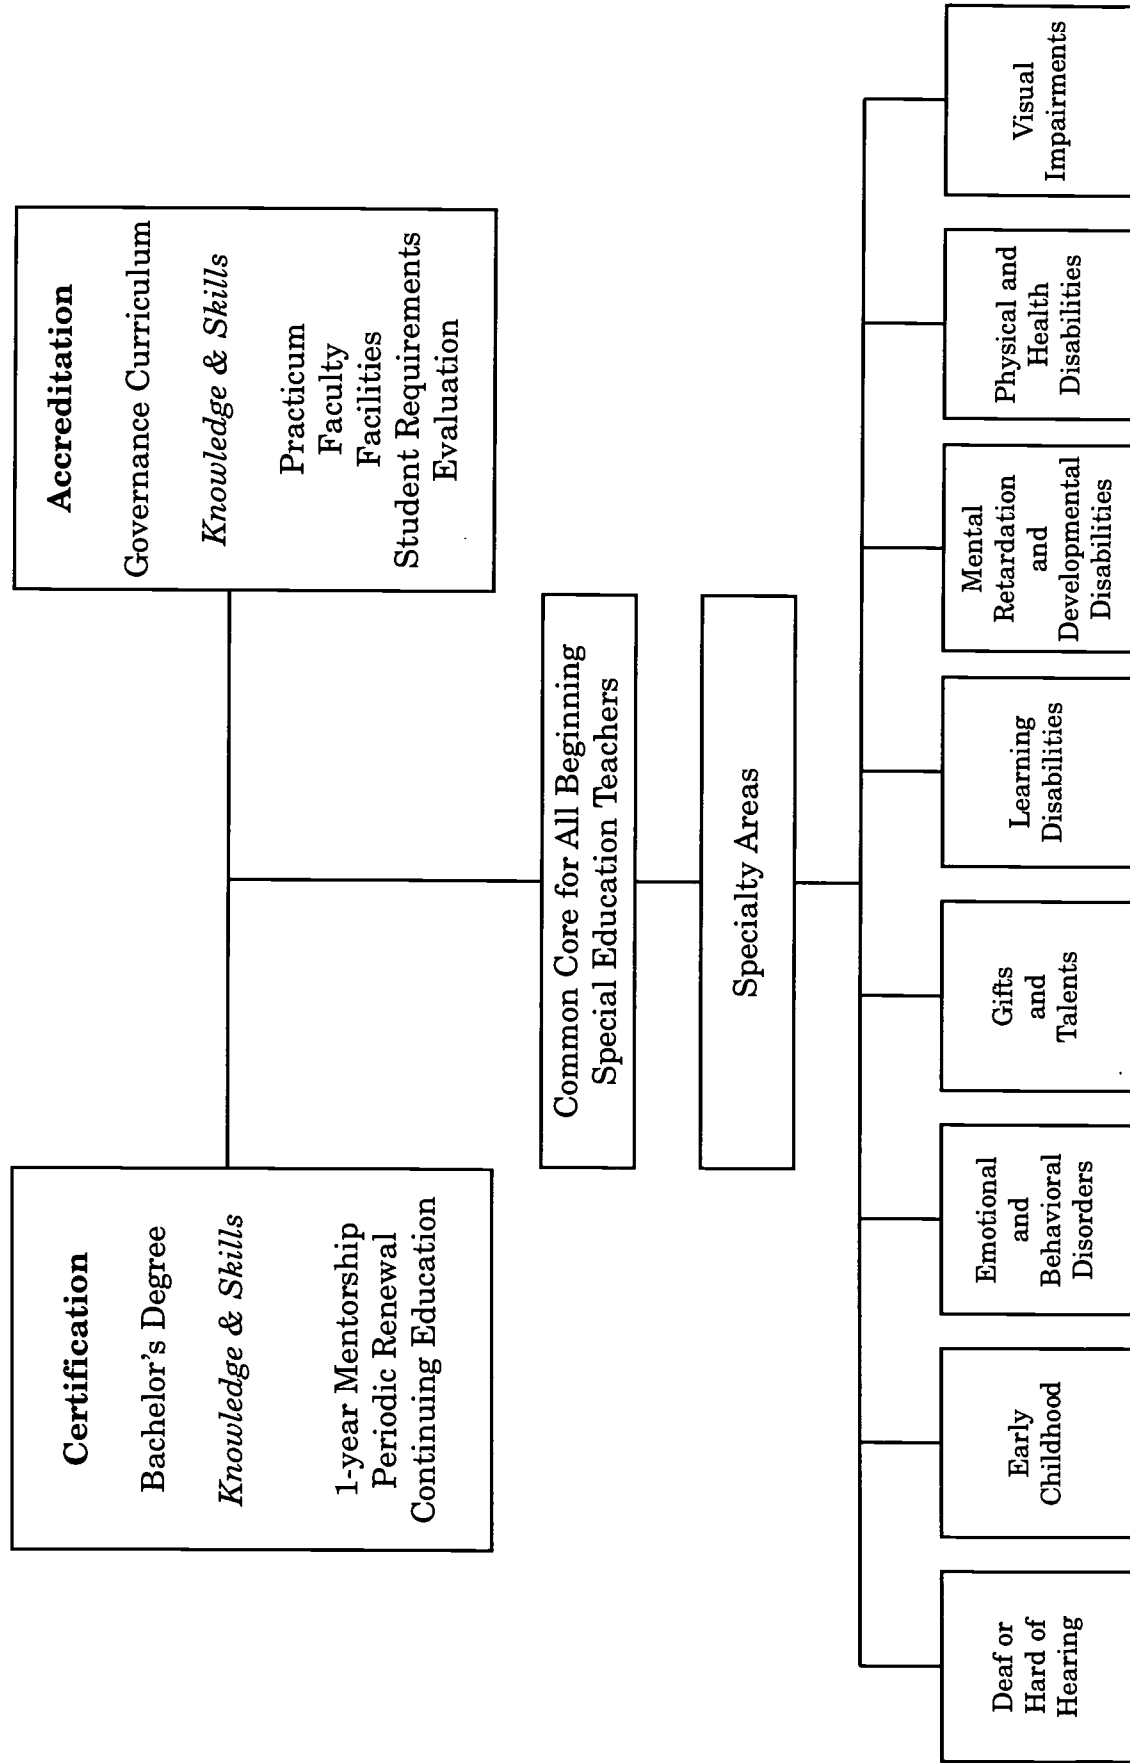 Certification
Bachelor's Degree
Knowledge & Skills
1-year Mentorship
Periodic Renewal
Continuing Education
Accreditation
Governance Curriculum
Knowledge & Skills
Practicum
Faculty
Facilities
Student Requirements
Evaluation
Common Core for All Beginning
Special Education Teachers
Specialty Areas
Deaf or
Hard of
Hearing
Early
Childhood
Emotional
and
Behavioral
Disorders
Gifts
and
Talents
Learning
Disabilities
Mental
Retardation
and
Developmental
Disabilities
Physical and
Health
Disabilities
Visual
Impairments